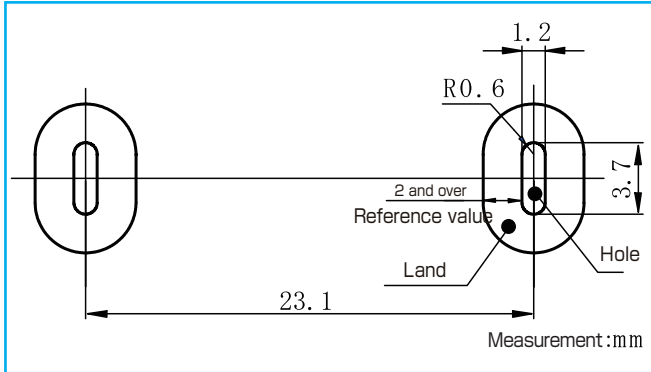 1.2
R0.6
3.7
2 and over
Reference value
Hole
Land
23.1
Measurement:mm